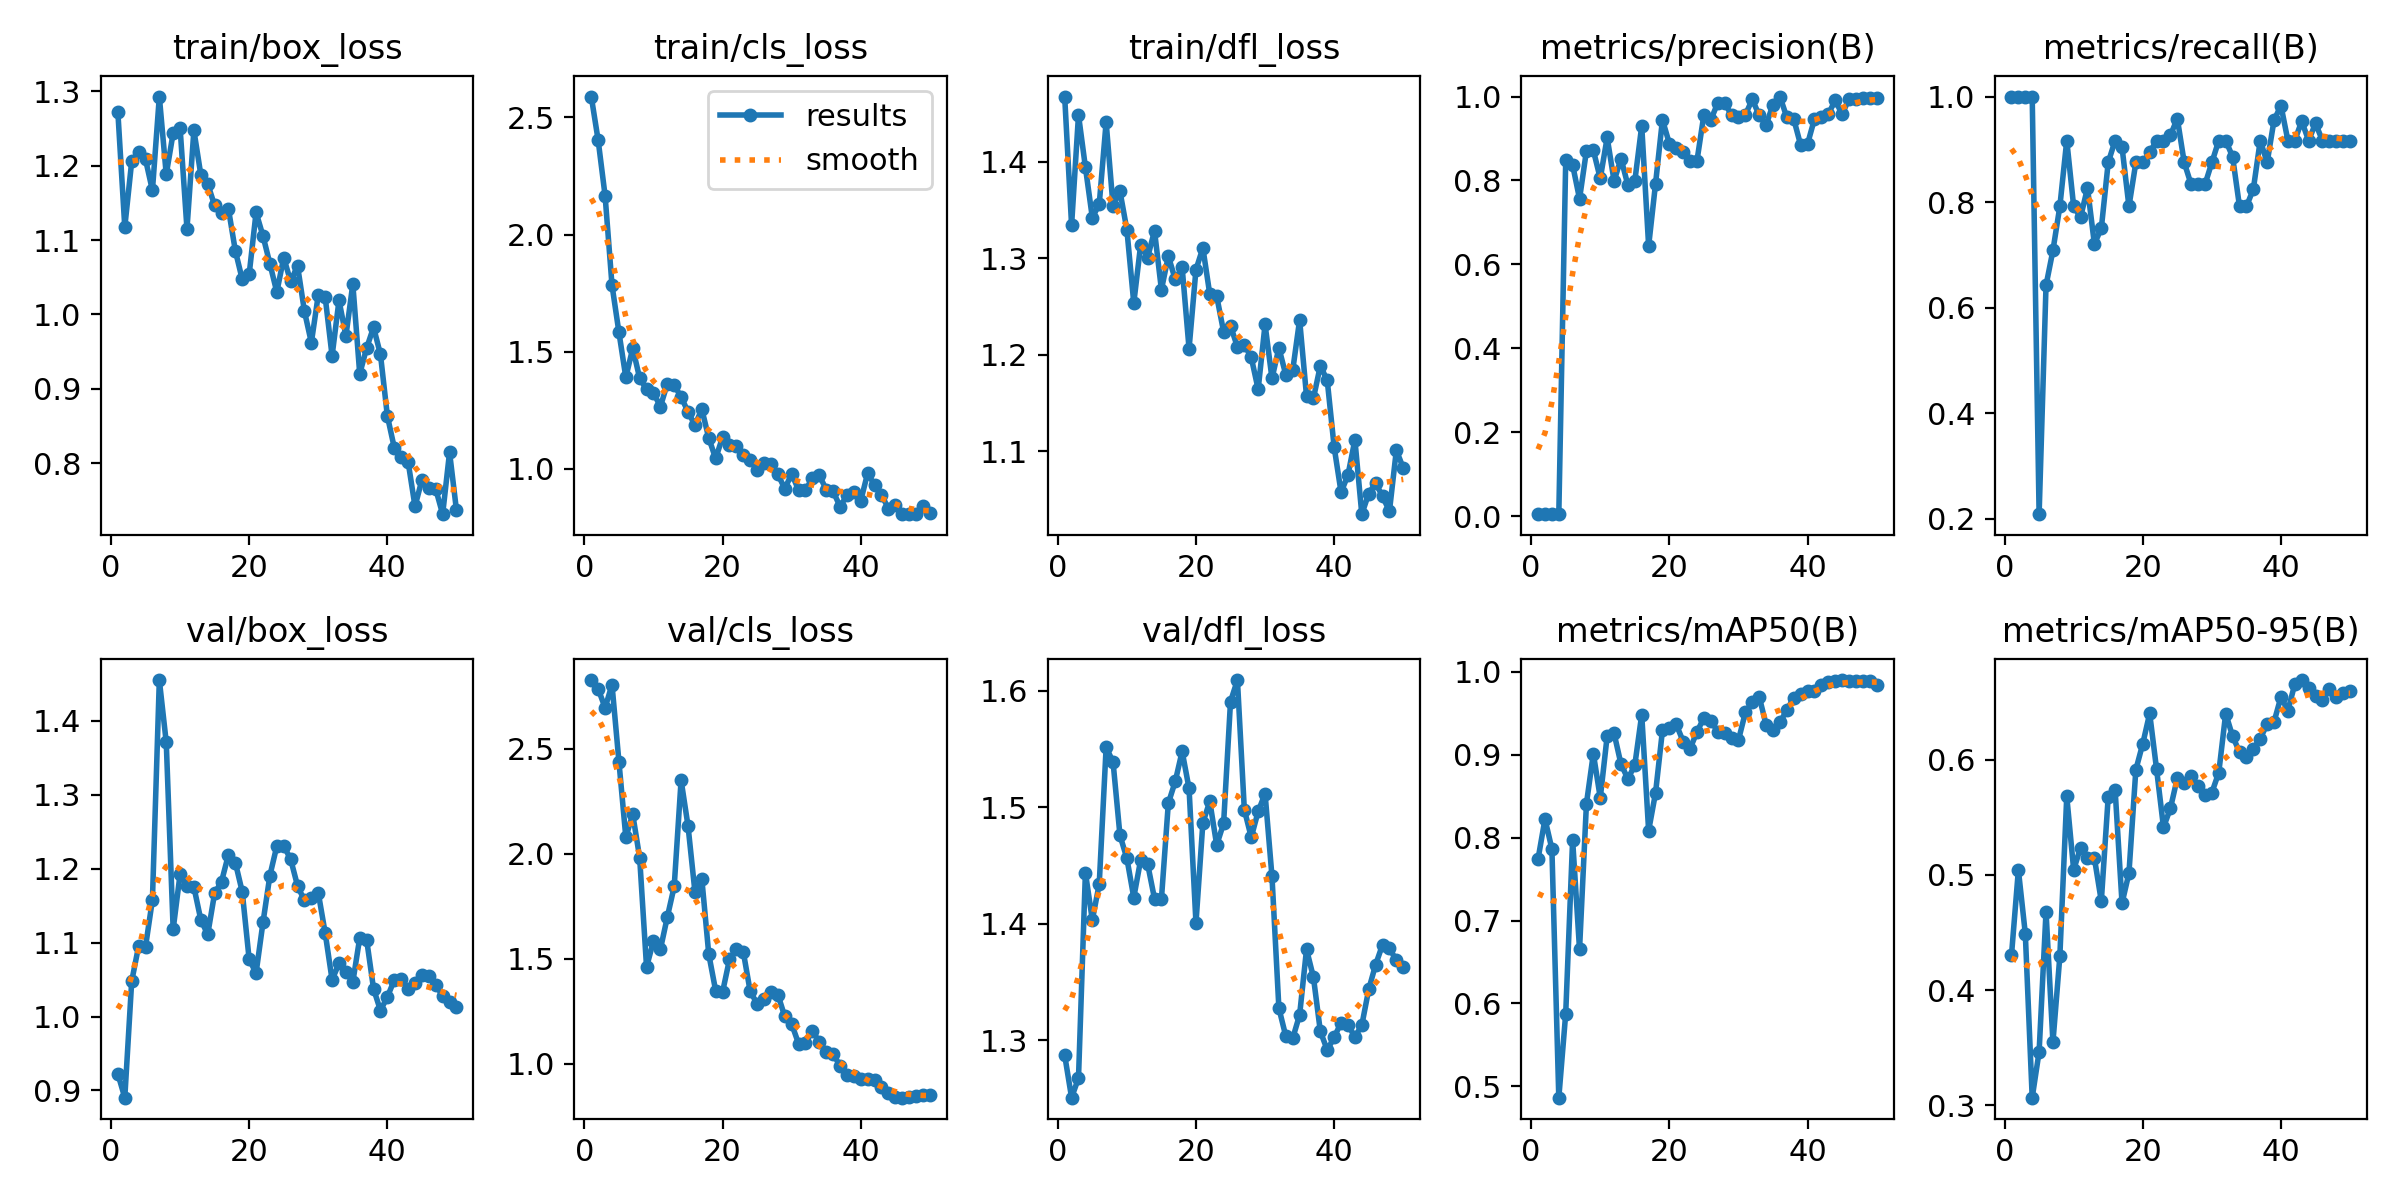 train/box_loss
1.3
1.2
1.1
1.0
0.9
0.8
0 20 40
train/cls_loss
results
smooth
2.5
2.0
1.5
1.0
0 20 40
train/dfl_loss
1.4
1.3
1.2
1.1
0 20 40
metrics/precision(B)
1.0
0.8
0.6
0.4
0.2
0.0
0 20 40
metrics/recall(B)
1.0
0.8
0.6
0.4
0.2
0 20 40
val/box_loss
1.4
1.3
1.2
1.1
1.0
0.9
0 20 40
val/cls_loss
2.5
2.0
1.5
1.0
0 20 40
val/dfl_loss
1.6
1.5
1.4
1.3
0 20 40
metrics/mAP50(B)
1.0
0.9
0.8
0.7
0.6
0.5
0 20 40
metrics/mAP50-95(B)
0.6
0.5
0.4
0.3
0 20 40